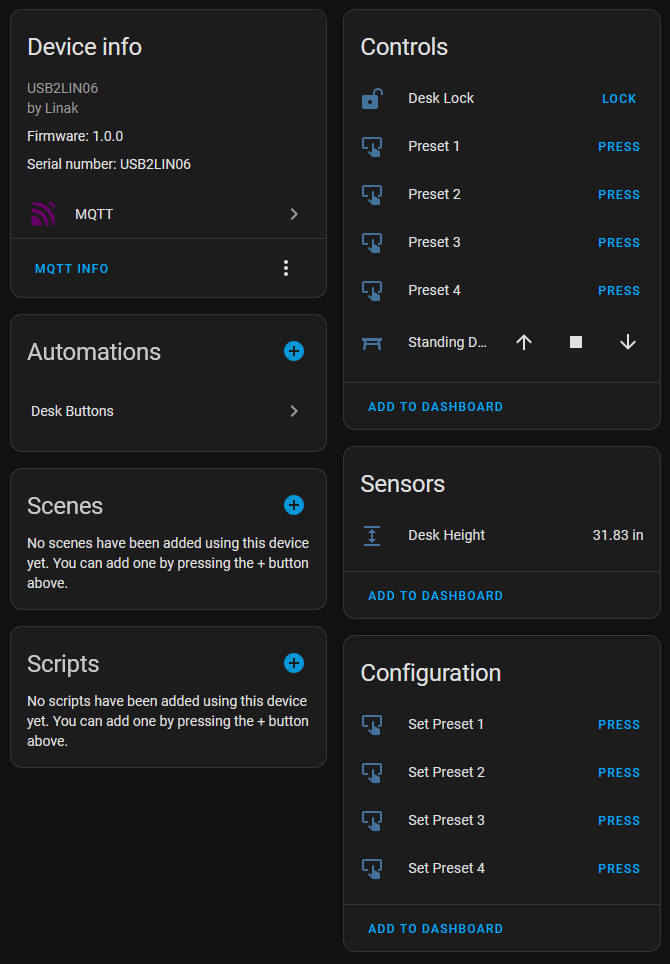 Device info
USB2LIN06
by Linak
Firmware: 1.0.0
Serial number: USB2LIN06
MQTT
MQTT INFO
Automations
Desk Buttons
Scenes
No scenes have been added using this device
yet. You can add one by pressing the + button
above.
Scripts
No scripts have been added using this device
yet. You can add one by pressing the + button
above.
Controls
Desk Lock LOCK
Preset 1 PRESS
Preset 2 PRESS
Preset 3 PRESS
Preset 4 PRESS
Standing D...
ADD TO DASHBOARD
Sensors
Desk Height 31.83 in
ADD TO DASHBOARD
Configuration
Set Preset 1 PRESS
Set Preset 2 PRESS
Set Preset 3 PRESS
Set Preset 4 PRESS
ADD TO DASHBOARD